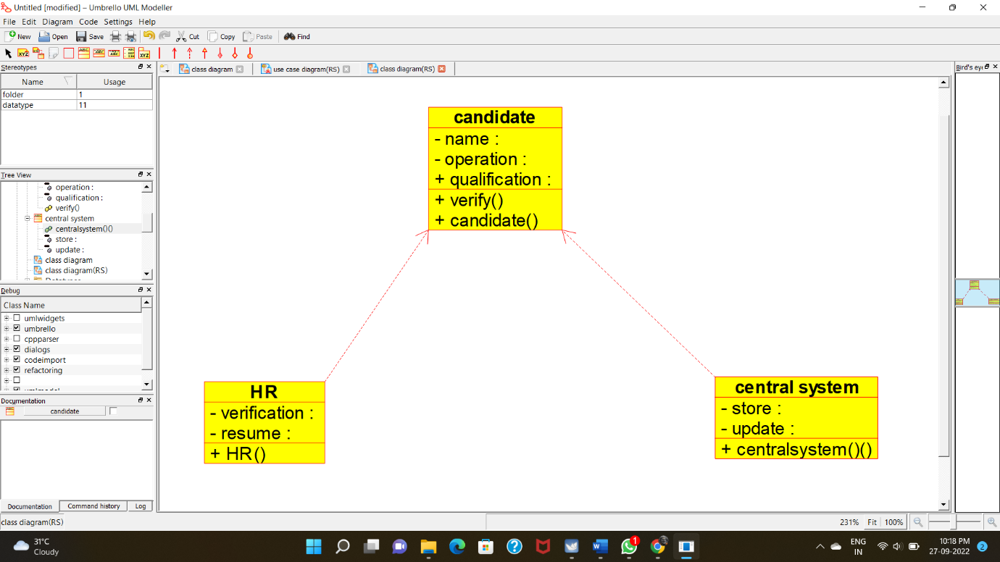 Untitled [modified] – Umbrello UML Modeller
File Edit Diagram Code Settings Help
New Open Save Cut Copy Paste Find
Stereotypes
Name Usage
folder 1
datatype 11
Tree View
operation :
qualification :
verify()
central system
centralsystem()()
store :
update :
class diagram
class diagram(RS)
Debug
Class Name
umlwidgets
umbrello
cppparser
dialogs
codeimport
refactoring
Documentation
candidate
Documentation Command history Log
class diagram use case diagram(RS) class diagram(RS)
candidate
- name :
- operation :
+ qualification :
+ verify()
+ candidate()
HR
- verification :
- resume :
+ HR()
central system
- store :
- update :
+ centralsystem()()
Bird's eye
class diagram(RS)
231% Fit 100%
31°C
Cloudy
1
ENG
IN
10:18 PM
27-09-2022
2